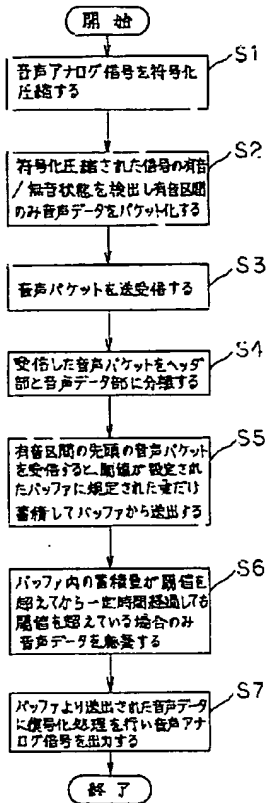 開始
S1
音声アナログ信号を符号化
圧縮する
S2
符号化圧縮された信号の有音
/無音状態を検出し有音区間
のみ音声データをパケット化する
S3
音声パケットを送受信する
S4
受信した音声パケットをヘッダ
部と音声データ部に分離する
S5
有音区間の先頭の音声パケット
を受信すると、閾値が設定され
たバッファに規定された量だけ
蓄積してバッファから送出する
S6
バッファ内の蓄積量が閾値を
超えてから一定時間経過しても
閾値を超えている場合のみ
音声データを廃棄する
S7
バッファより送出された音声データ
に復号化処理を行い音声アナ
ログ信号を出力する
終了